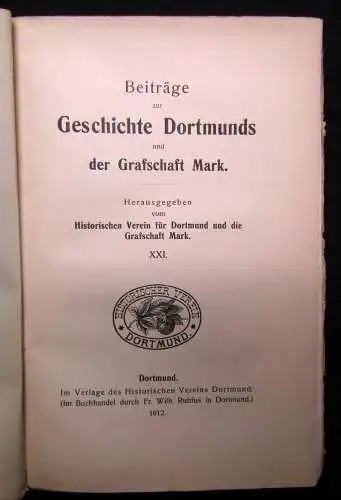 Beiträge
zur
Geschichte Dortmunds
und
der Grafschaft Mark.
Herausgegeben
vom
Historischen Verein für Dortmund und die
Grafschaft Mark.
XXI.
HISTORISCHER VEREIN
DORTMUND.
Dortmund.
Im Verlage des Historischen Vereins Dortmund.
(Im Buchhandel durch Fr. Wilh. Ruhfus in Dortmund.)
1912.